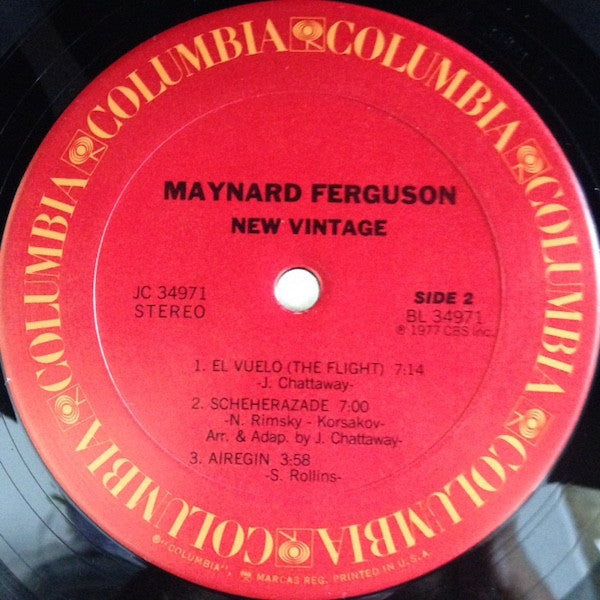 COLUMBIA COLUMBIA COLUMBIA COLUMBIA COLUMBIA COLUMBIA
MAYNARD FERGUSON
NEW VINTAGE
JC 34971
STEREO
SIDE 2
BL 34971
℗ 1977 CBS Inc.
1. EL VUELO (THE FLIGHT) 7:14
-J. Chattaway-
2. SCHEHERAZADE 7:00
-N. Rimsky - Korsakov-
Arr. & Adap. by J. Chattaway-
3. AIREGIN 3:58
-S. Rollins-
®"COLUMBIA", MARCAS REG. PRINTED IN U.S.A.